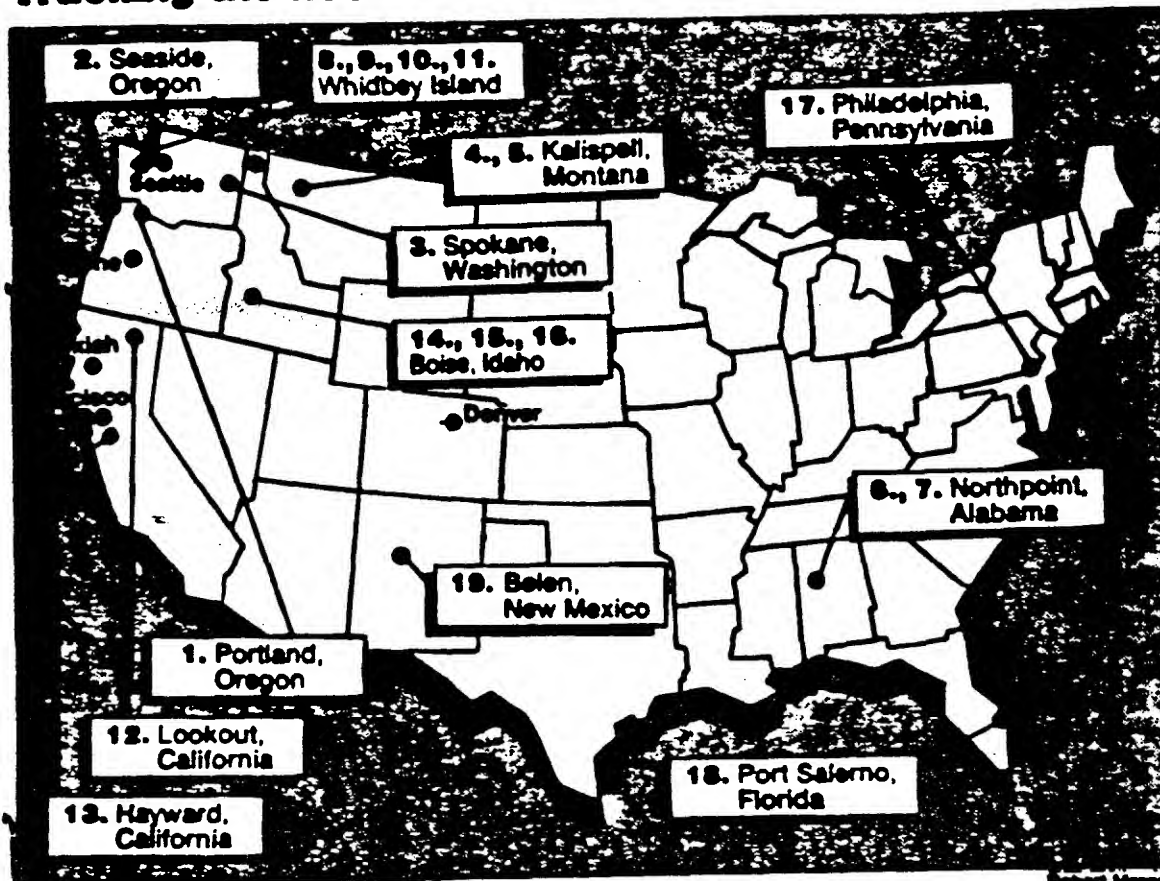 2. Seaside,
Oregon
8., 9., 10., 11.
Whidbey Island
17. Philadelphia,
Pennsylvania
4., 5. Kalispell,
Montana
Seattle
3. Spokane,
Washington
14., 15., 16.
Boise, Idaho
Denver
6., 7. Northpoint,
Alabama
19. Belen,
New Mexico
1. Portland,
Oregon
12. Lookout,
California
18. Port Salerno,
Florida
13. Hayward,
California